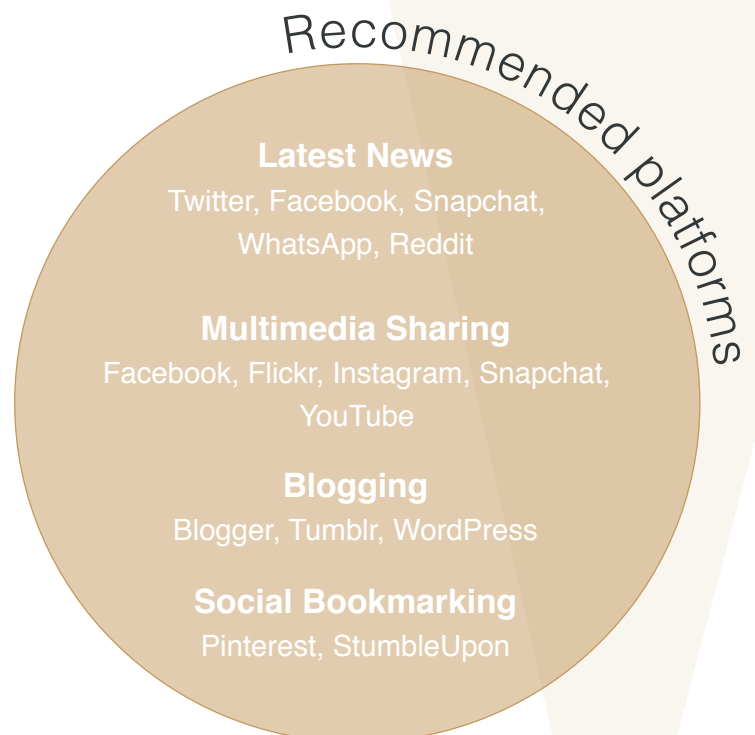 Recommended platforms
Latest News
Twitter, Facebook, Snapchat,
WhatsApp, Reddit
Multimedia Sharing
Facebook, Flickr, Instagram, Snapchat,
YouTube
Blogging
Blogger, Tumblr, WordPress
Social Bookmarking
Pinterest, StumbleUpon